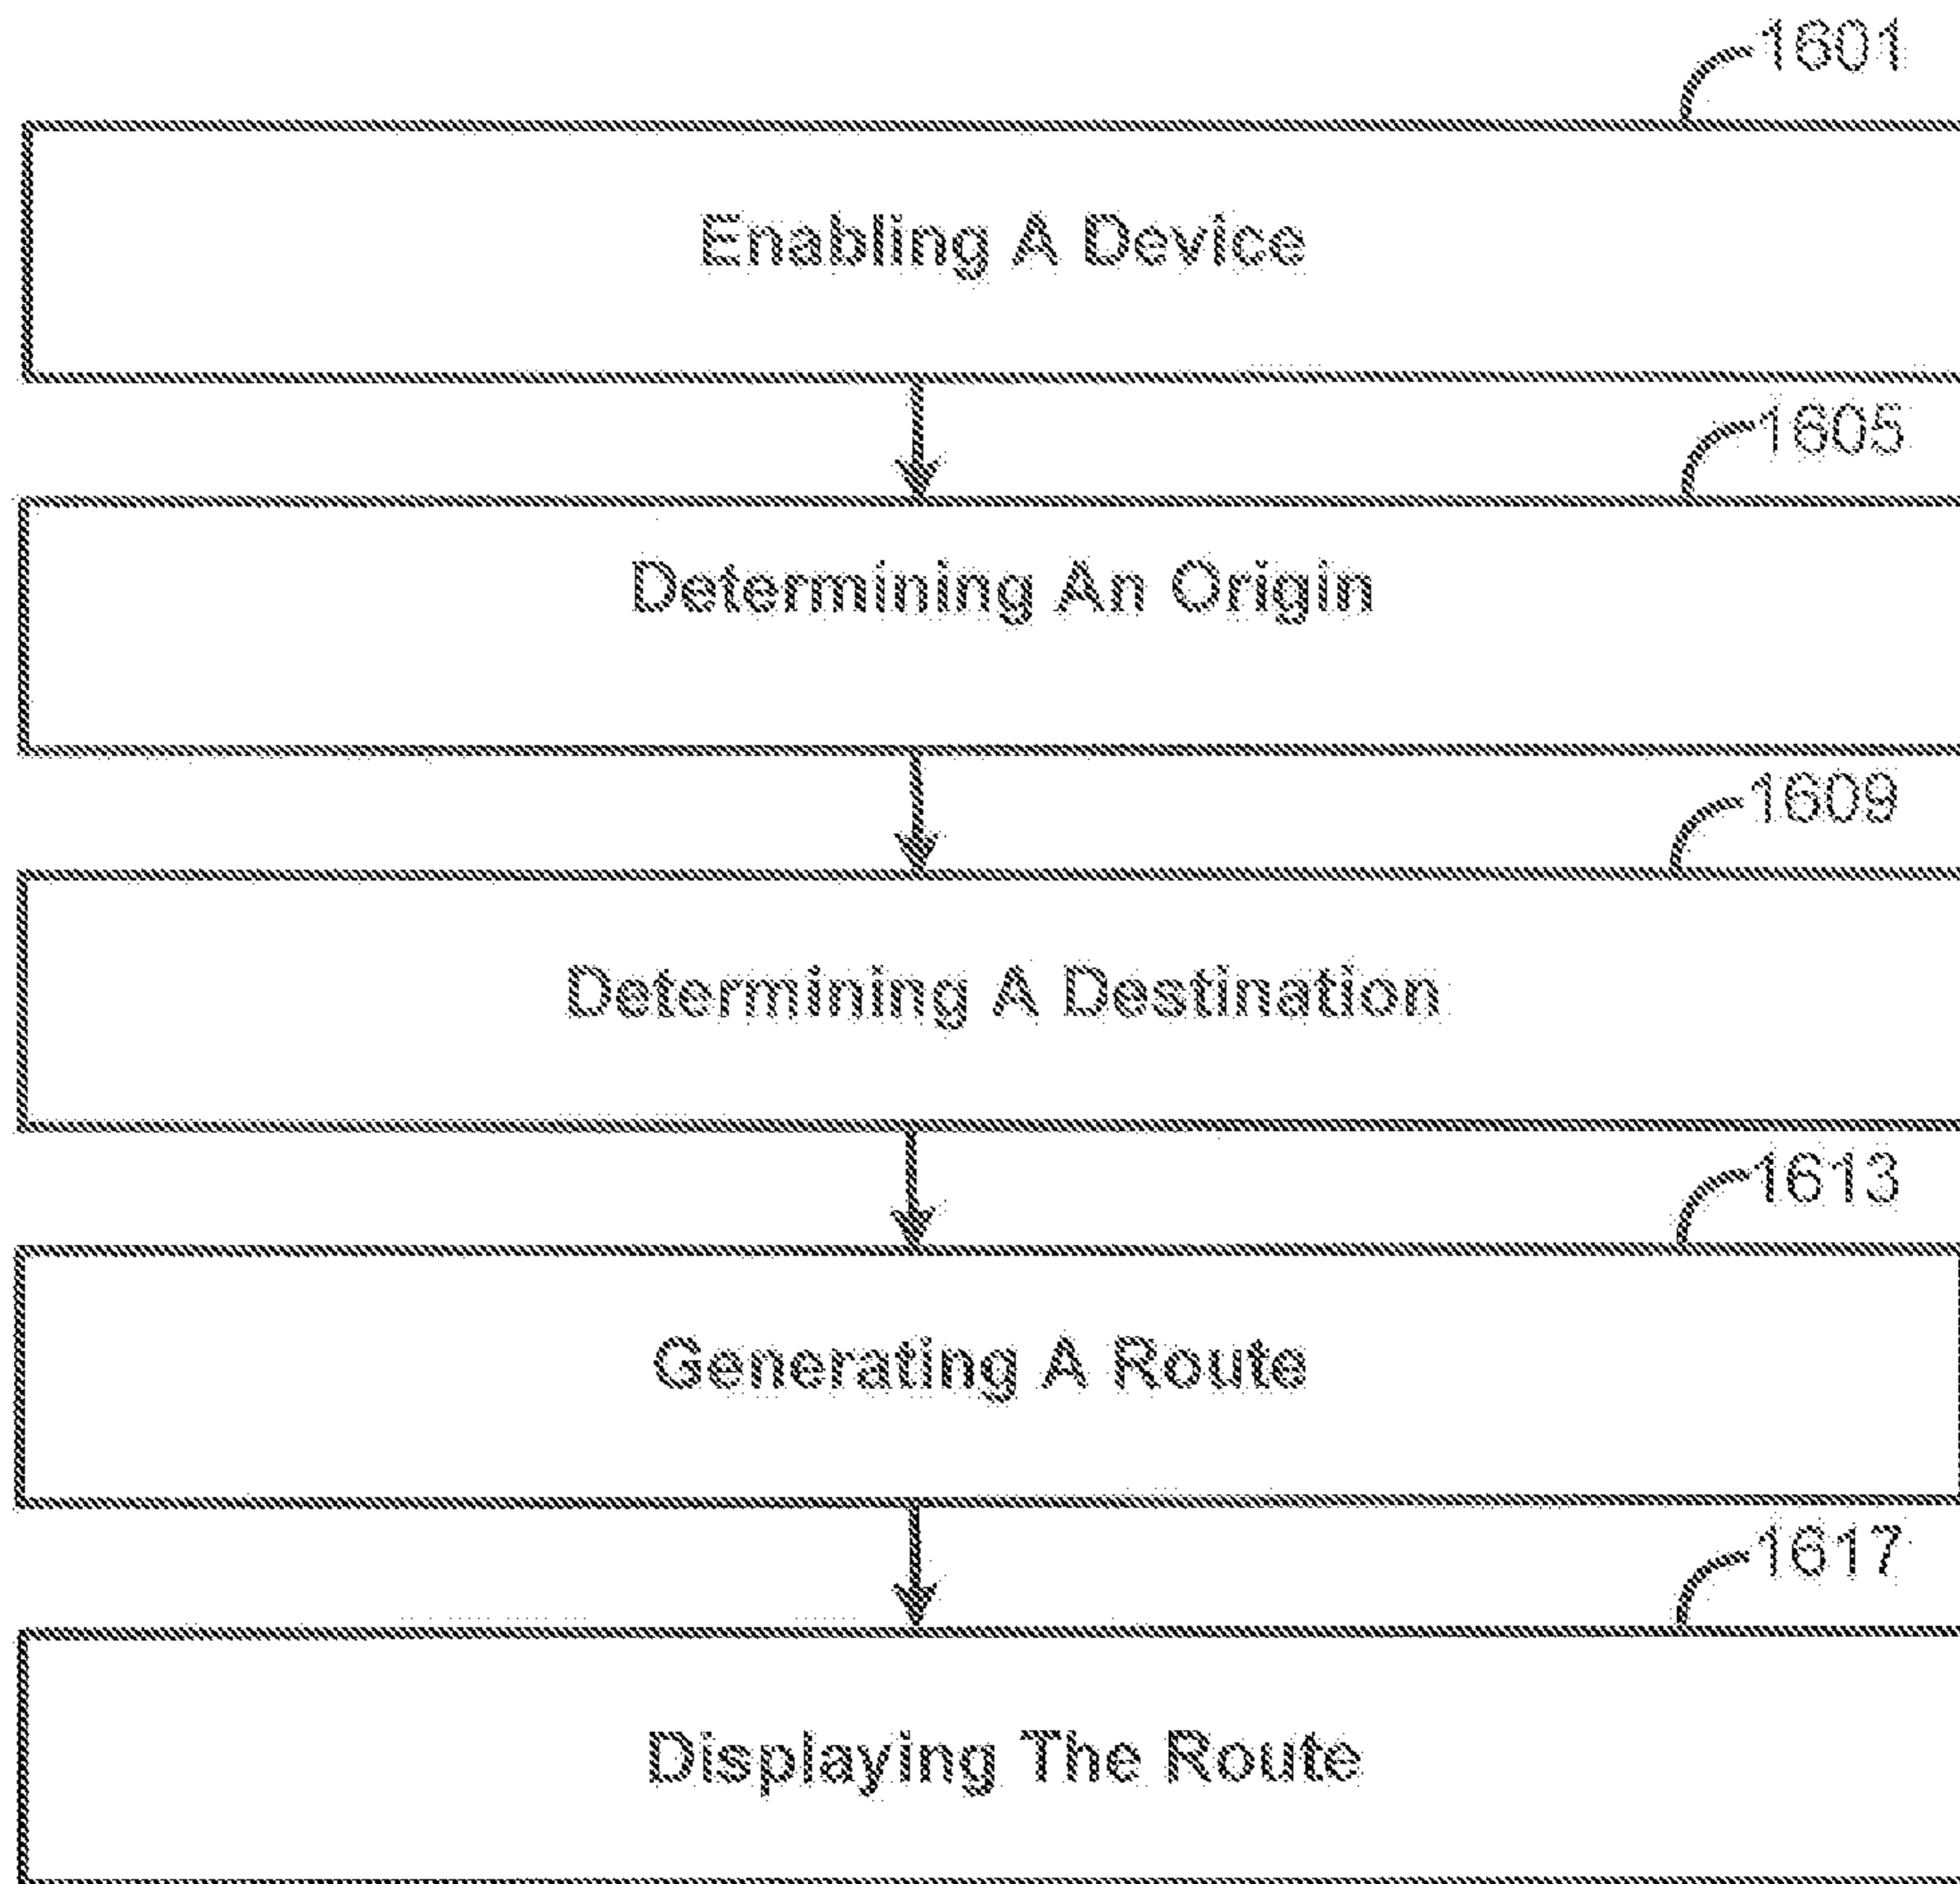 1601
Enabling A Device
1605
Determining An Origin
1609
Determining A Destination
1613
Generating A Route
1617
Displaying The Route